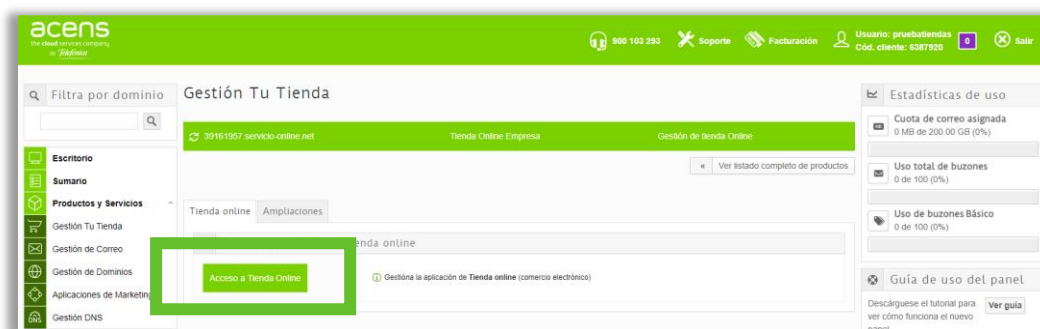 acens
the cloud services company
de Telefónica
900 103 293
Soporte
Facturación
Usuario: pruebatiendas
Cód. cliente: 6387920
0
Salir
Filtra por dominio
Escritorio
Sumario
Productos y Servicios
Gestión Tu Tienda
Gestión de Correo
Gestión de Dominios
Aplicaciones de Marketing
DNS
Gestión DNS
Gestión Tu Tienda
39161957.servicio-online.net
Tienda Online Empresa
Gestión de tienda Online
« Ver listado completo de productos
Tienda online
Ampliaciones
enda online
Acceso a Tienda Online
Gestióna la aplicación de Tienda online (comercio electrónico)
Estadísticas de uso
Cuota de correo asignada
0 MB de 200.00 GB (0%)
Uso total de buzones
0 de 100 (0%)
Uso de buzones Básico
0 de 100 (0%)
Guía de uso del panel
Descárguese el tutorial para
ver cómo funciona el nuevo
panel
Ver guía